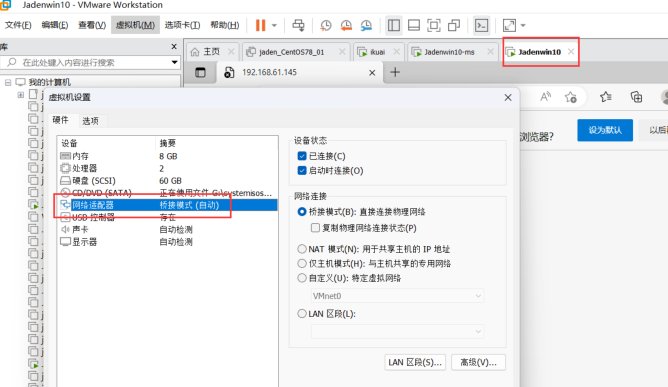 Jadenwin10 - VMware Workstation
文件(F) 编辑(E) 查看(V) 虚拟机(M) 选项卡(T) 帮助(H)
库
在此处键入内容进行搜索
我的计算机
主页 jaden_CentOS78_01 ikuai Jadenwin10-ms Jadenwin10
192.168.61.145
浏览器? 设为默认 以后
虚拟机设置
硬件 选项
设备 摘要
内存 8 GB
处理器 2
硬盘 (SCSI) 60 GB
CD/DVD (SATA) 正在使用文件 G:\systemisos...
网络适配器 桥接模式 (自动)
USB 控制器 存在
声卡 自动检测
显示器 自动检测
设备状态
已连接(C)
启动时连接(O)
网络连接
桥接模式(B): 直接连接物理网络
复制物理网络连接状态(P)
NAT 模式(N): 用于共享主机的 IP 地址
仅主机模式(H): 与主机共享的专用网络
自定义(U): 特定虚拟网络
VMnet0
LAN 区段(L):
LAN 区段(S)... 高级(V)...